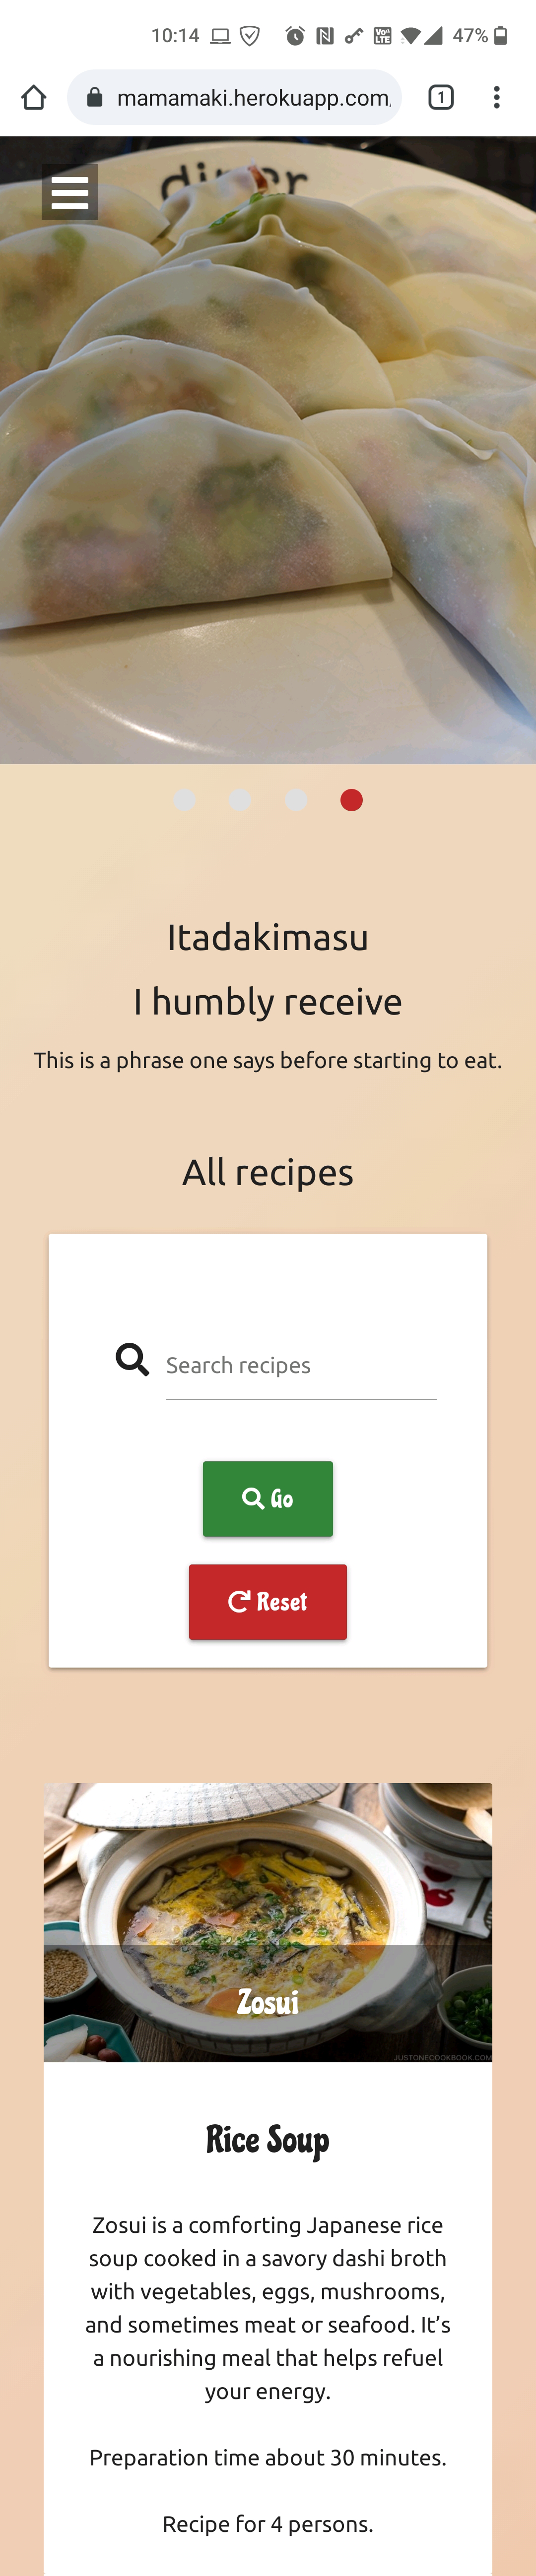 10:14
47%
mamamaki.herokuapp.com
1
diner
Itadakimasu
I humbly receive
This is a phrase one says before starting to eat.
All recipes
Search recipes
Go
Reset
Zosui
JUSTONECOOKBOOK.COM
Rice Soup
Zosui is a comforting Japanese rice
soup cooked in a savory dashi broth
with vegetables, eggs, mushrooms,
and sometimes meat or seafood. It’s
a nourishing meal that helps refuel
your energy.
Preparation time about 30 minutes.
Recipe for 4 persons.